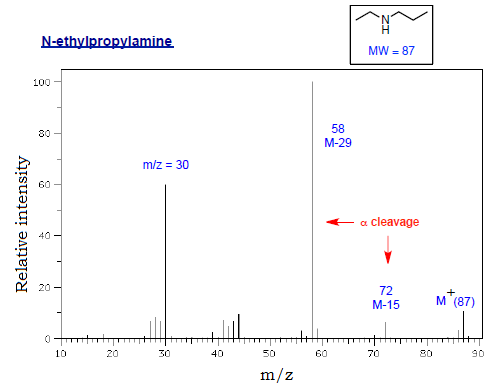 N-ethylpropylamine
N
H
MW = 87
100
80
60
40
20
0
Relative intensity
m/z = 30
58
M-29
α cleavage
72
M-15
M+(87)
10 20 30 40 50 60 70 80 90
m/z